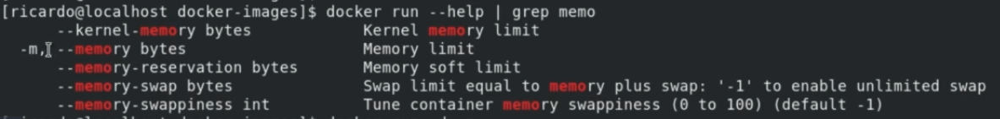 [ricardo@localhost docker-images]$ docker run --help | grep memo
--kernel-memory bytes Kernel memory limit
-m, --memory bytes Memory limit
--memory-reservation bytes Memory soft limit
--memory-swap bytes Swap limit equal to memory plus swap: '-1' to enable unlimited swap
--memory-swappiness int Tune container memory swappiness (0 to 100) (default -1)